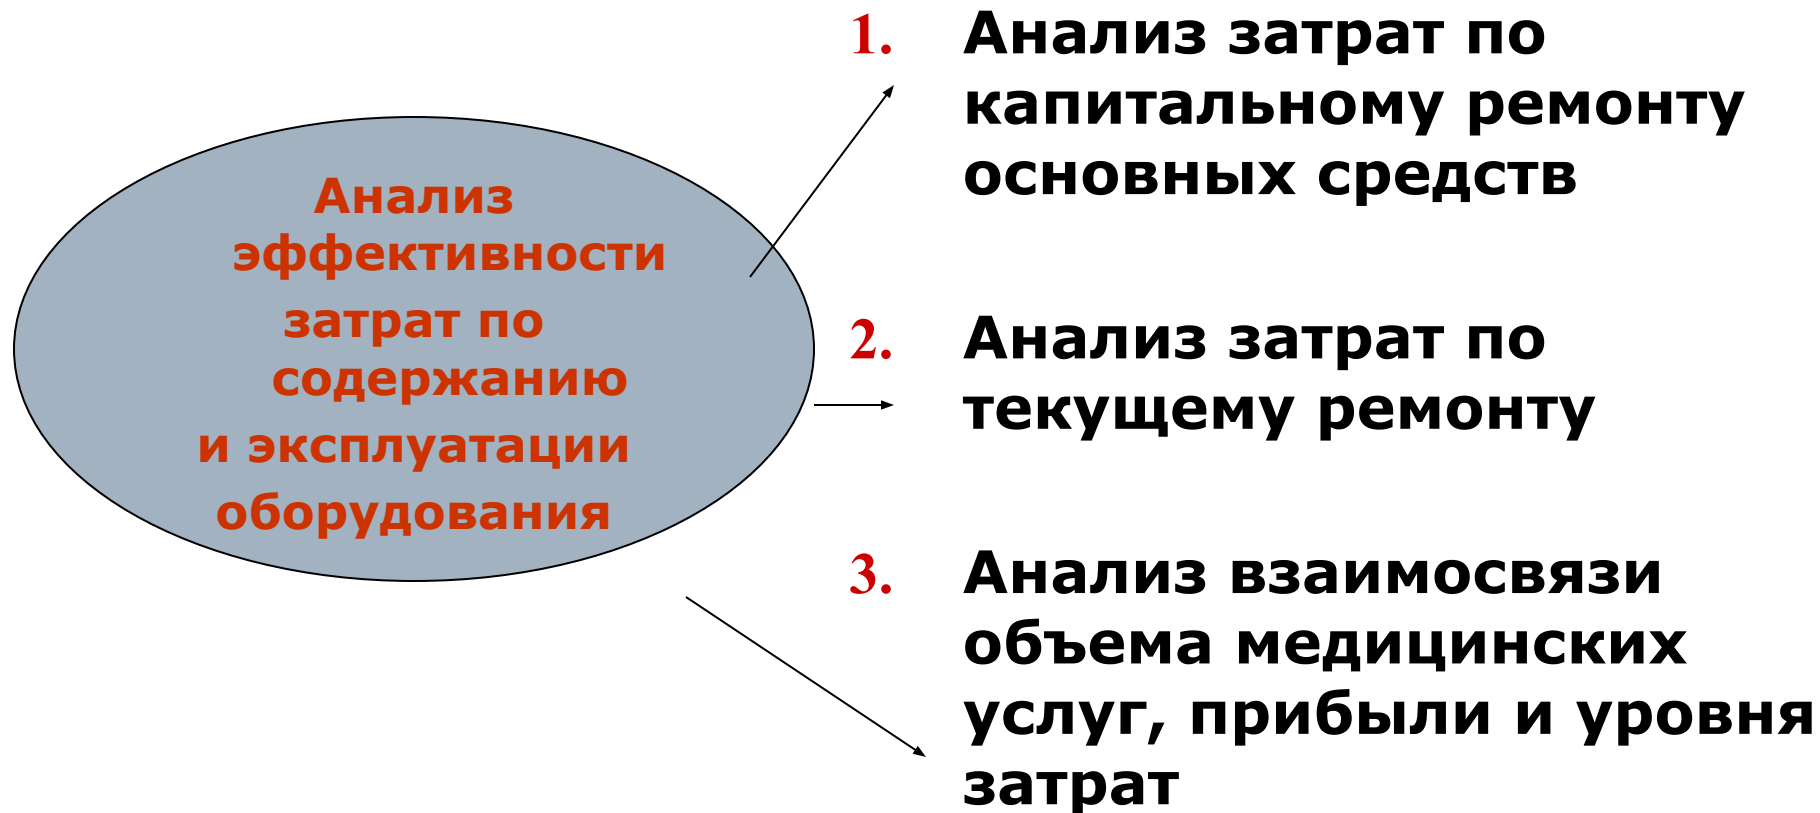 Анализ
эффективности
затрат по
содержанию
и эксплуатации
оборудования
1. Анализ затрат по
капитальному ремонту
основных средств
2. Анализ затрат по
текущему ремонту
3. Анализ взаимосвязи
объема медицинских
услуг, прибыли и уровня
затрат